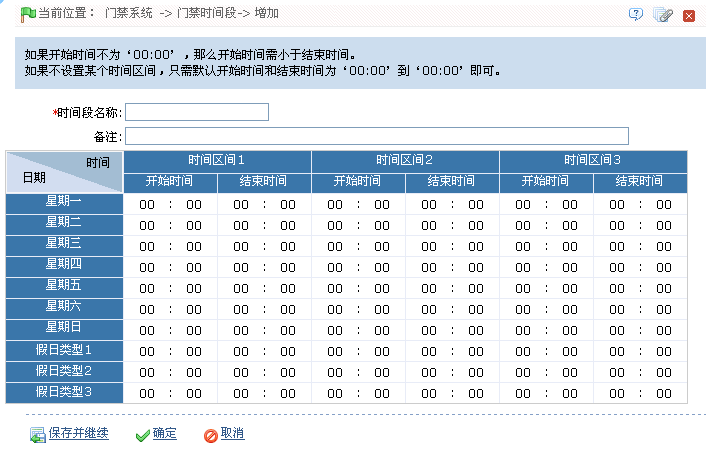 当前位置： 门禁系统 -> 门禁时间段-> 增加
如果开始时间不为‘00:00’，那么开始时间需小于结束时间。
如果不设置某个时间区间，只需默认开始时间和结束时间为‘00:00’到‘00:00’即可。
*时间段名称:
备注:
时间 日期 时间区间1 时间区间2 时间区间3
开始时间 结束时间 开始时间 结束时间 开始时间 结束时间
星期一 00 : 00 00 : 00 00 : 00 00 : 00 00 : 00 00 : 00
星期二 00 : 00 00 : 00 00 : 00 00 : 00 00 : 00 00 : 00
星期三 00 : 00 00 : 00 00 : 00 00 : 00 00 : 00 00 : 00
星期四 00 : 00 00 : 00 00 : 00 00 : 00 00 : 00 00 : 00
星期五 00 : 00 00 : 00 00 : 00 00 : 00 00 : 00 00 : 00
星期六 00 : 00 00 : 00 00 : 00 00 : 00 00 : 00 00 : 00
星期日 00 : 00 00 : 00 00 : 00 00 : 00 00 : 00 00 : 00
假日类型1 00 : 00 00 : 00 00 : 00 00 : 00 00 : 00 00 : 00
假日类型2 00 : 00 00 : 00 00 : 00 00 : 00 00 : 00 00 : 00
假日类型3 00 : 00 00 : 00 00 : 00 00 : 00 00 : 00 00 : 00
保存并继续 确定 取消